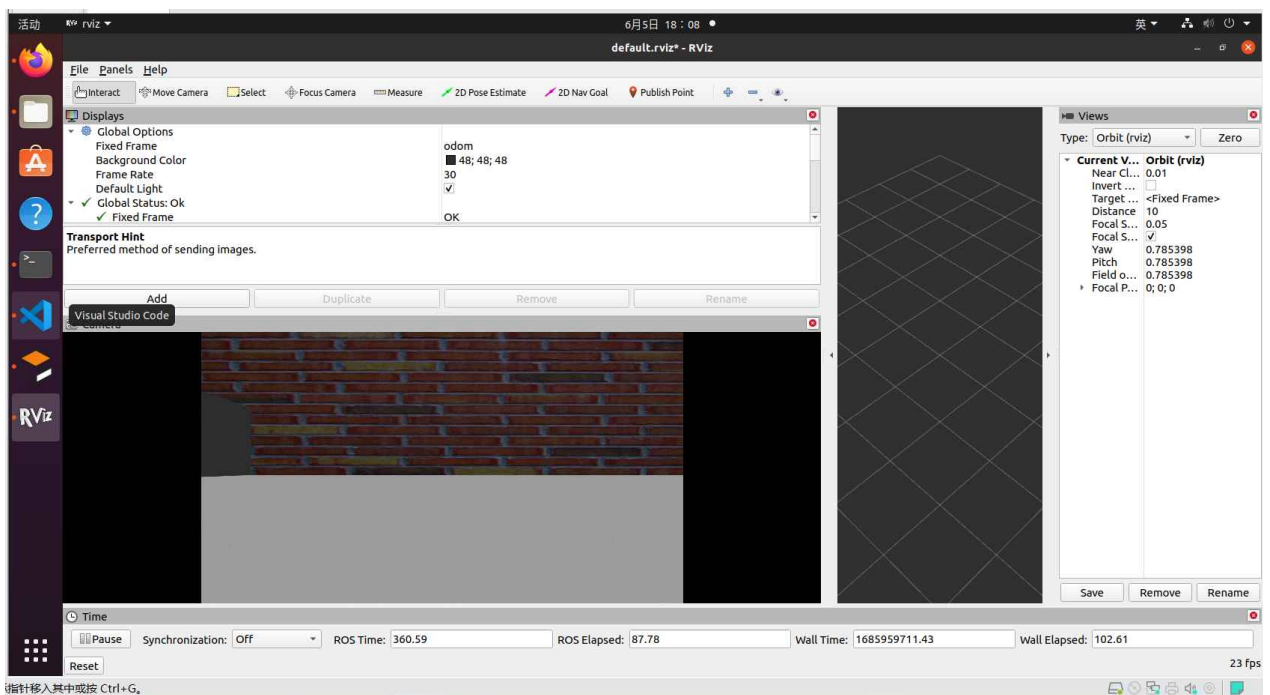 活动 RViz rviz 6月5日 18：08 英
default.rviz* - RViz
File Panels Help
Interact Move Camera Select Focus Camera Measure 2D Pose Estimate 2D Nav Goal Publish Point
Displays
Global Options
Fixed Frame odom
Background Color 48; 48; 48
Frame Rate 30
Default Light
Global Status: Ok
Fixed Frame OK
Transport Hint
Preferred method of sending images.
Add Duplicate Remove Rename
Visual Studio Code
Camera
RViz
Views
Type: Orbit (rviz) Zero
Current V... Orbit (rviz)
Near Cl... 0.01
Invert ...
Target ... <Fixed Frame>
Distance 10
Focal S... 0.05
Focal S...
Yaw 0.785398
Pitch 0.785398
Field o... 0.785398
Focal P... 0; 0; 0
Save Remove Rename
Time
Pause Synchronization: Off ROS Time: 360.59 ROS Elapsed: 87.78 Wall Time: 1685959711.43 Wall Elapsed: 102.61
Reset 23 fps
指针移入其中或按 Ctrl+G。